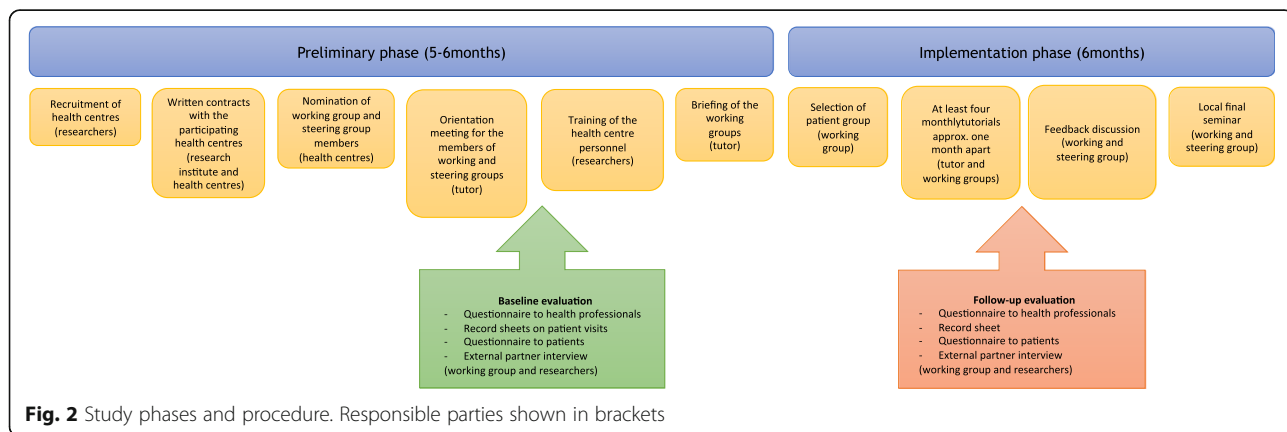 Preliminary phase (5-6months)
Implementation phase (6months)
Recruitment of
health centres
(researchers)
Written contracts
with the
participating
health centres
(research
institute and
health centres)
Nomination of
working group and
steering group
members
(health centres)
Orientation
meeting for the
members of
working and
steering groups
(tutor)
Training of the
health centre
personnel
(researchers)
Briefing of the
working
groups
(tutor)
Selection of
patient group
(working
group)
At least four
monthlytutorials
approx. one
month apart
(tutor and
working groups)
Feedback discussion
(working and
steering group)
Local final
seminar
(working and
steering group)
Baseline evaluation
- Questionnaire to health professionals
- Record sheets on patient visits
- Questionnaire to patients
- External partner interview
(working group and researchers)
Follow-up evaluation
- Questionnaire to health professionals
- Record sheet
- Questionnaire to patients
- External partner interview
(working group and researchers)
Fig. 2 Study phases and procedure. Responsible parties shown in brackets